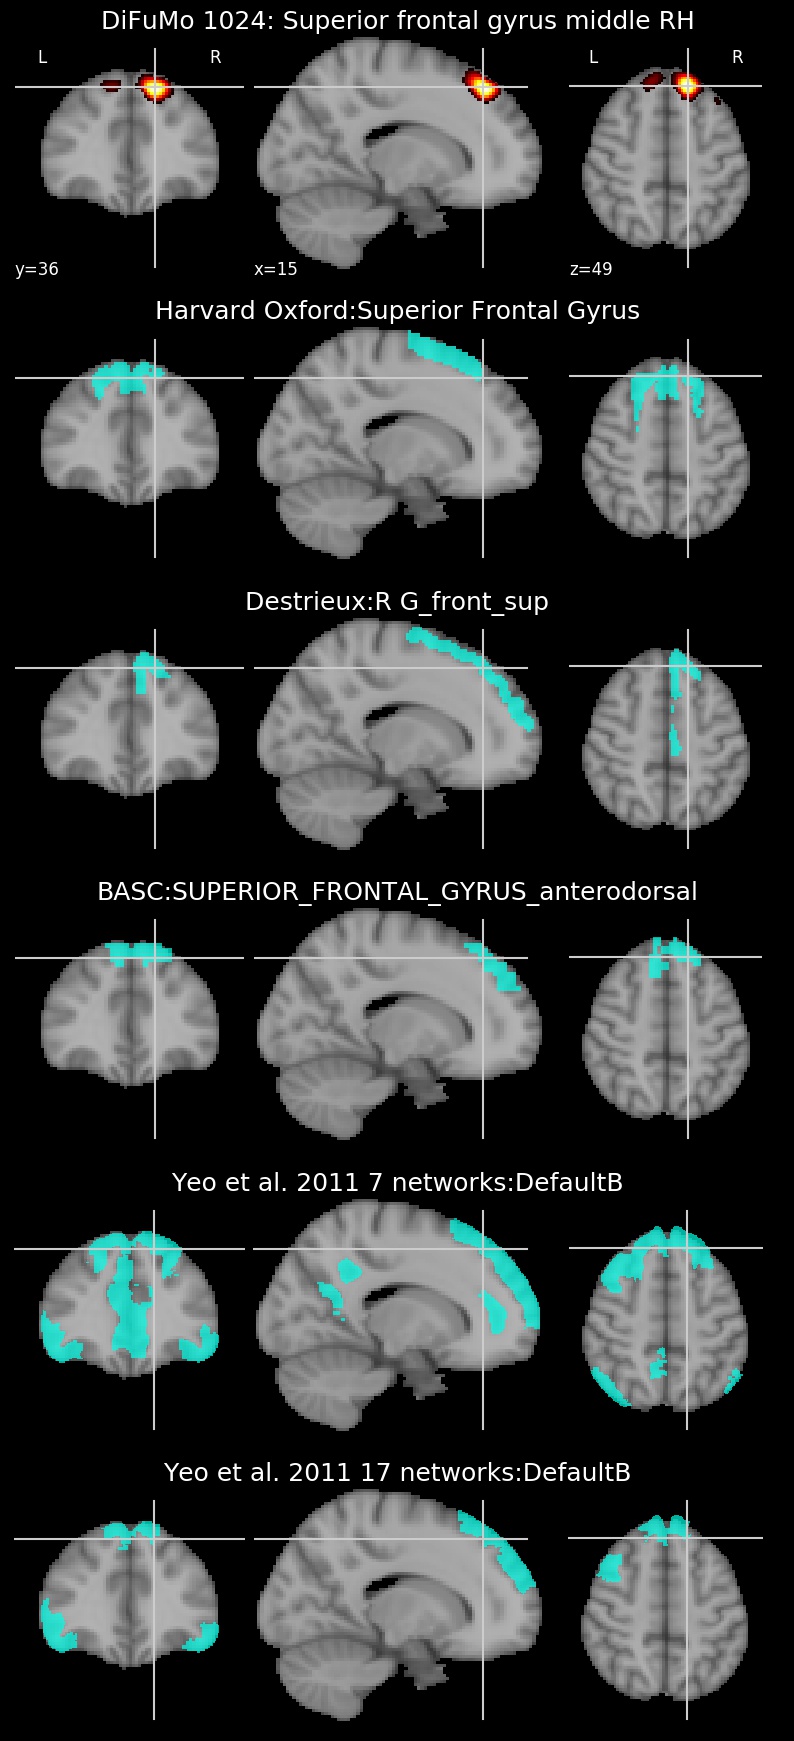 DiFuMo 1024: Superior frontal gyrus middle RH
L R L R
y=36 x=15 z=49
Harvard Oxford:Superior Frontal Gyrus
Destrieux:R G_front_sup
BASC:SUPERIOR_FRONTAL_GYRUS_anterodorsal
Yeo et al. 2011 7 networks:DefaultB
Yeo et al. 2011 17 networks:DefaultB